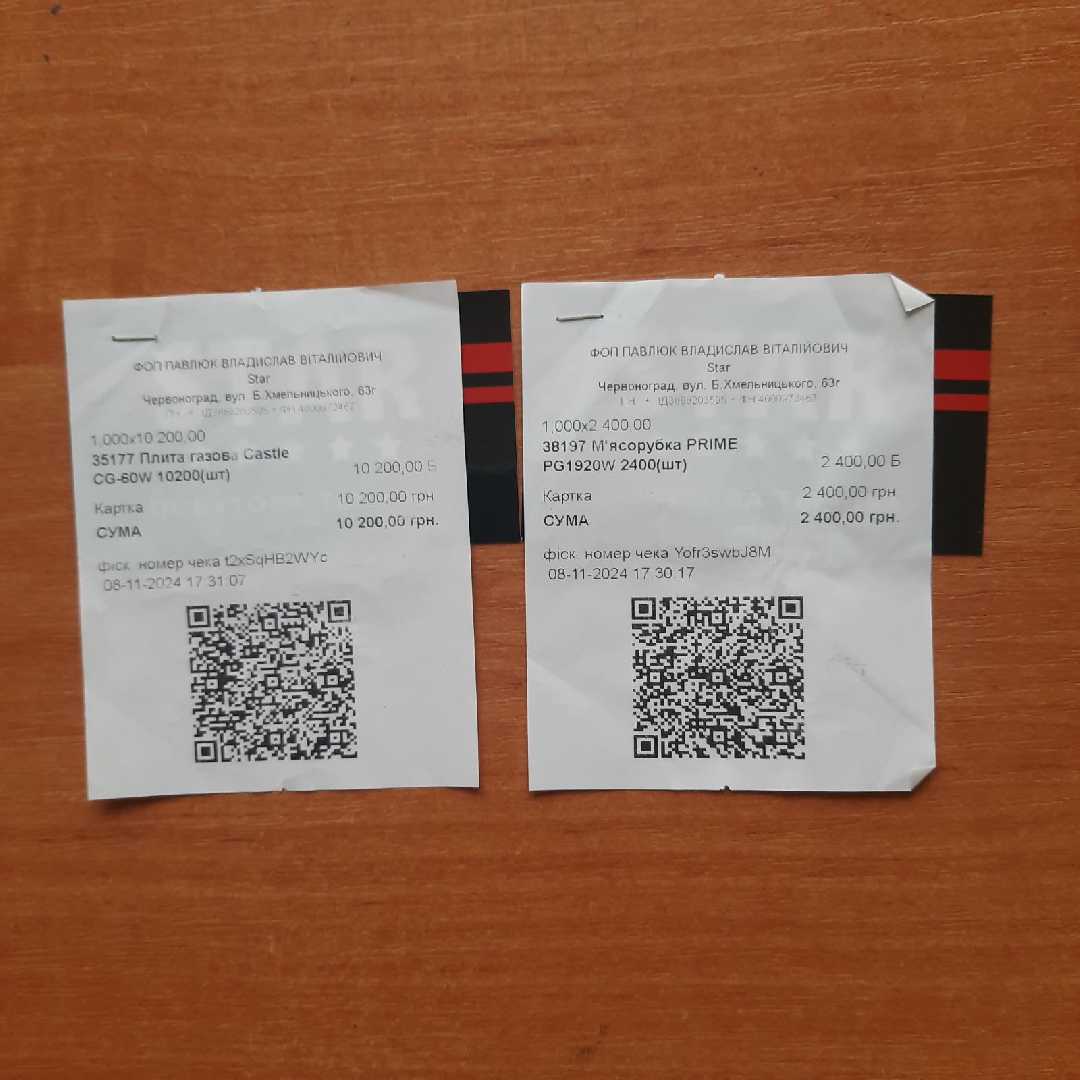 ФОП ПАВЛЮК ВЛАДИСЛАВ ВІТАЛІЙОВИЧ
Star
Червоноград, вул. Б.Хмельницького, 63г
1,000x10 200,00
35177 Плита газова Castle
CG-60W 10200(шт) 10 200,00 Б
Картка 10 200,00 грн
СУМА 10 200,00 грн.
фіск. номер чека t2xSqHB2WYc
08-11-2024 17:31:07
ФОП ПАВЛЮК ВЛАДИСЛАВ ВІТАЛІЙОВИЧ
Star
Червоноград, вул. Б.Хмельницького, 63г
1,000x2 400,00
38197 М'ясорубка PRIME
PG1920W 2400(шт) 2 400,00 Б
Картка 2 400,00 грн
СУМА 2 400,00 грн.
фіск. номер чека Yofr3swbJ8M
08-11-2024 17:30:17